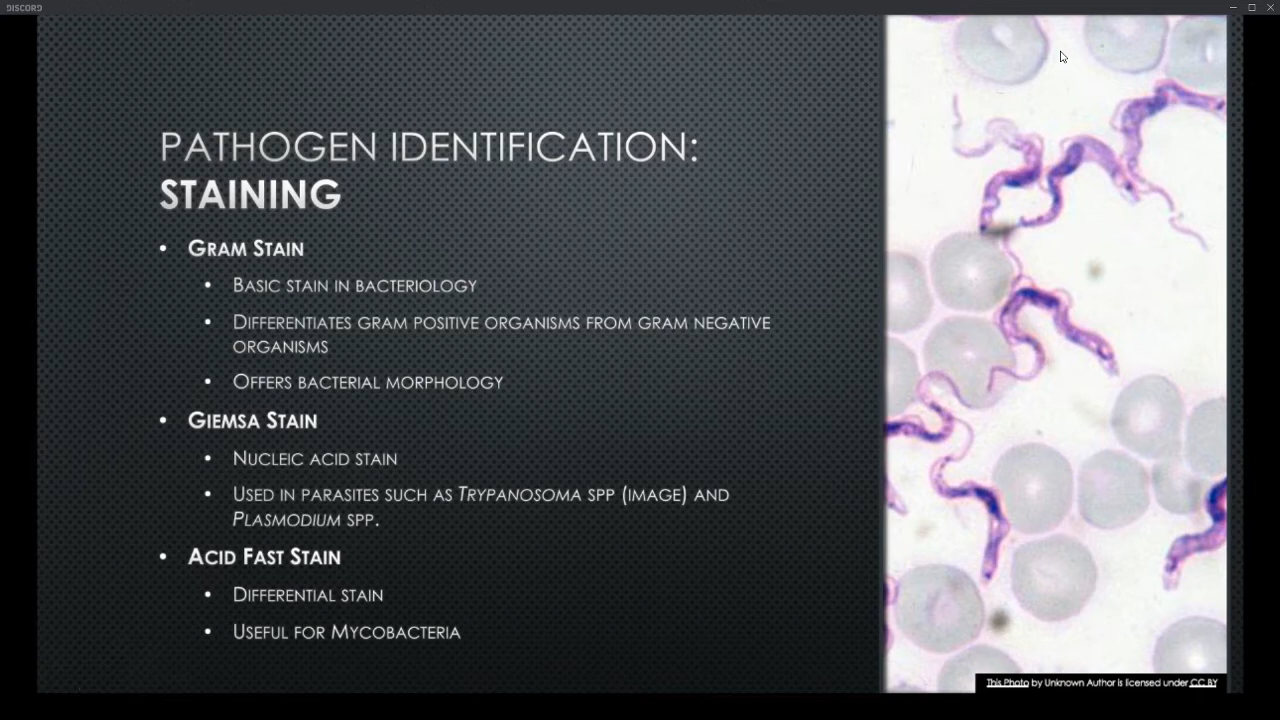 DISCORD
PATHOGEN IDENTIFICATION:
STAINING
• GRAM STAIN
• BASIC STAIN IN BACTERIOLOGY
• DIFFERENTIATES GRAM POSITIVE ORGANISMS FROM GRAM NEGATIVE
ORGANISMS
• OFFERS BACTERIAL MORPHOLOGY
• GIEMSA STAIN
• NUCLEIC ACID STAIN
• USED IN PARASITES SUCH AS TRYPANOSOMA SPP (IMAGE) AND
PLASMODIUM SPP.
• ACID FAST STAIN
• DIFFERENTIAL STAIN
• USEFUL FOR MYCOBACTERIA
This Photo by Unknown Author is licensed under CC BY